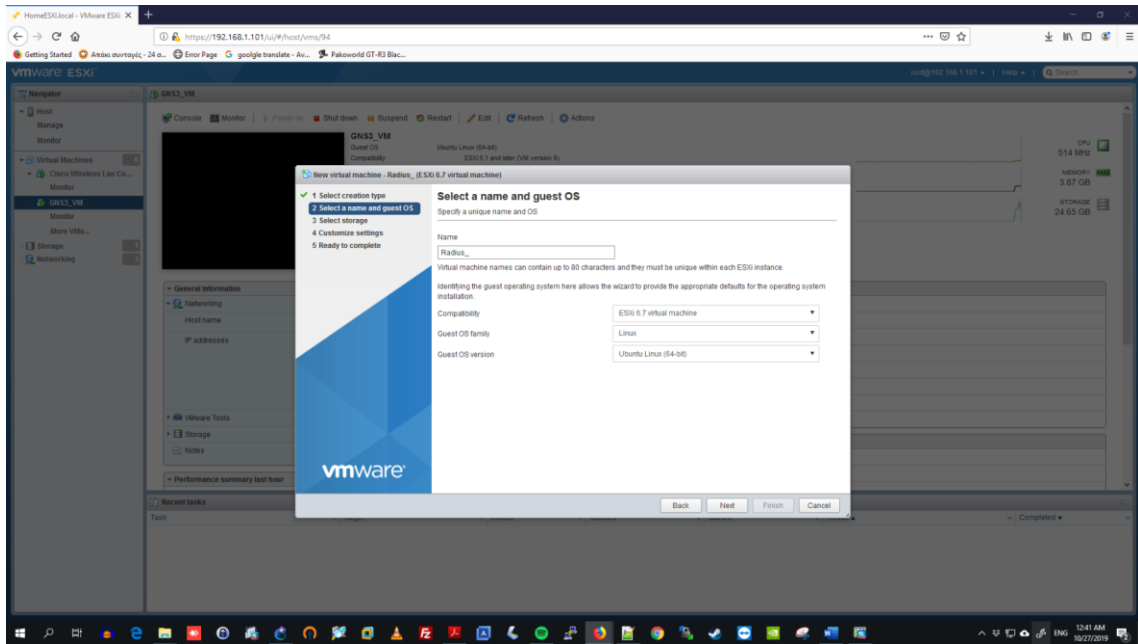 HomeESXi.local - VMware ESXi
https://192.168.1.101/ui/#/host/vms/94
Getting Started Απόκι συνταγές - 24 ο... Error Page goolgle translate - Av... Pakoworld GT-R3 Blac...
vmware ESXi
root@192.168.1.101 Help Search
Navigator GNS3_VM
Host
Manage
Monitor
Virtual Machines
Cisco Wireless Lan Co...
Monitor
GNS3_VM
Monitor
More VMs...
Storage
Networking
Console Monitor Power on Shut down Suspend Restart Edit Refresh Actions
GNS3_VM
Guest OS Ubuntu Linux (64-bit)
Compatibility ESXi 5.1 and later (VM version 9)
CPU
514 MHz
MEMORY
3.87 GB
STORAGE
24.65 GB
General Information
Networking
Host name
IP addresses
VMware Tools
Storage
Notes
Performance summary last hour
New virtual machine - Radius_ (ESXi 6.7 virtual machine)
1 Select creation type
2 Select a name and guest OS
3 Select storage
4 Customize settings
5 Ready to complete
vmware
Select a name and guest OS
Specify a unique name and OS
Name
Radius_
Virtual machine names can contain up to 80 characters and they must be unique within each ESXi instance.
Identifying the guest operating system here allows the wizard to provide the appropriate defaults for the operating system
installation.
Compatibility ESXi 6.7 virtual machine
Guest OS family Linux
Guest OS version Ubuntu Linux (64-bit)
Back Next Finish Cancel
Recent tasks
Task Completed
ENG 12:41 AM
10/27/2019